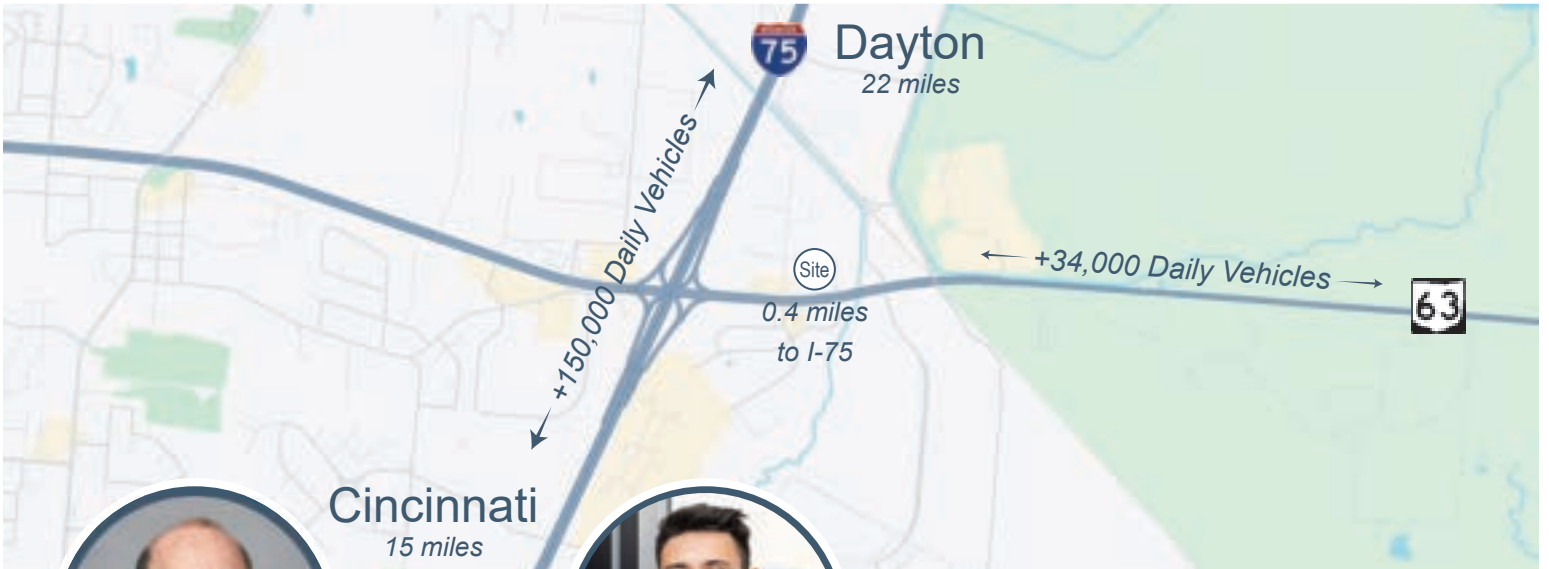 75
Dayton
22 miles
+150,000 Daily Vehicles
Site
0.4 miles
to I-75
+34,000 Daily Vehicles
63
Cincinnati
15 miles